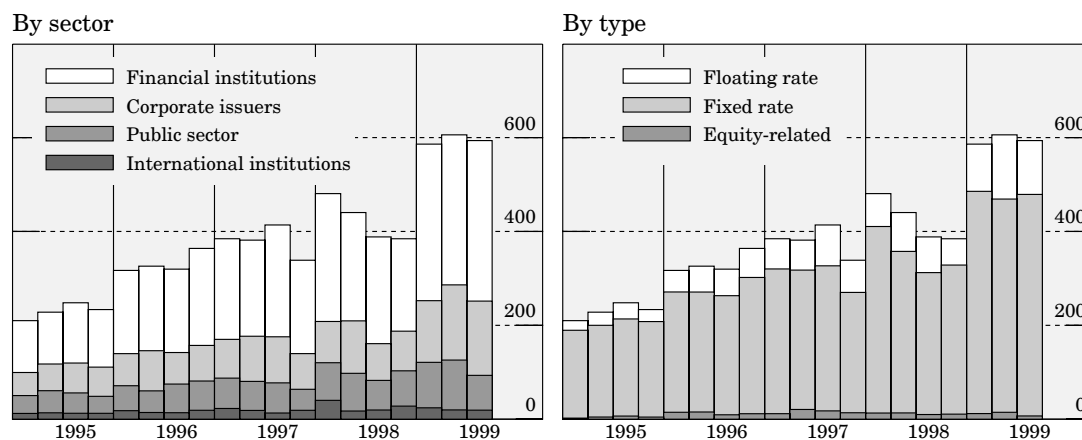 By sector
Financial institutions
Corporate issuers
Public sector
International institutions
600
400
200
0
1995 1996 1997 1998 1999
By type
Floating rate
Fixed rate
Equity-related
600
400
200
0
1995 1996 1997 1998 1999